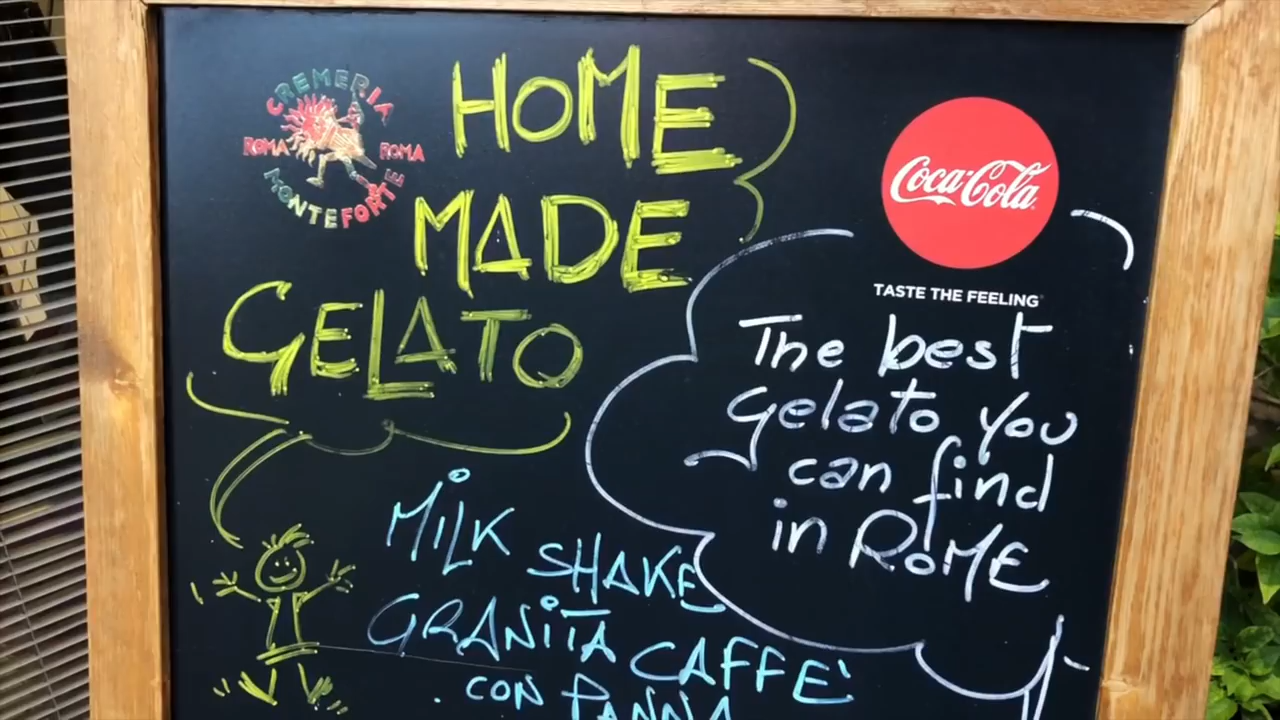 CREMERIA
ROMA ROMA
MONTEFORTE
HOME
MADE
GELATO
Coca-Cola
TASTE THE FEELING
The best
gelato you
can find
in ROME
MILK SHAKE
GRANITA CAFFE'
CON PANNA